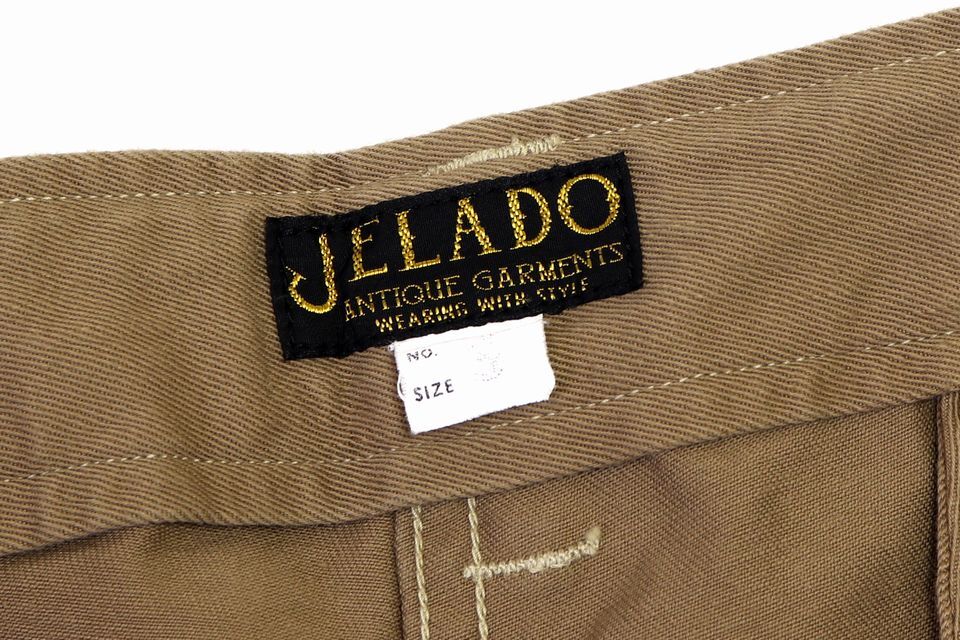 JELADO
ANTIQUE GARMENTS
WEARING WITH STYLE
NO.
SIZE